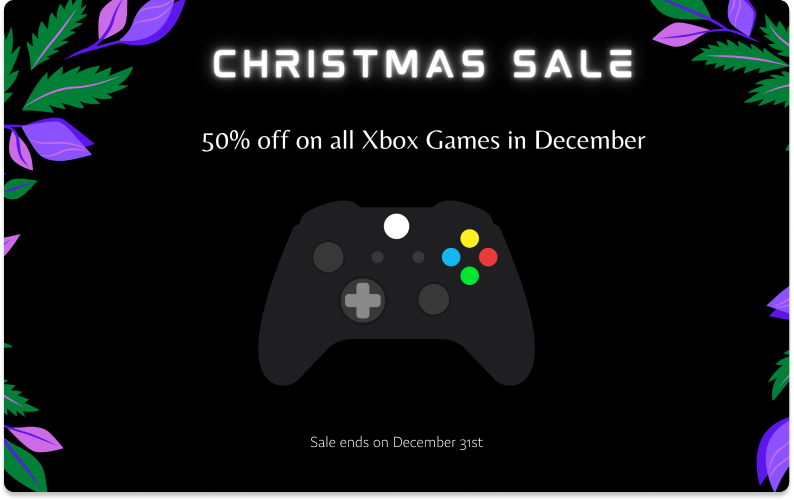 CHRISTMAS SALE
50% off on all Xbox Games in December
Sale ends on December 31st